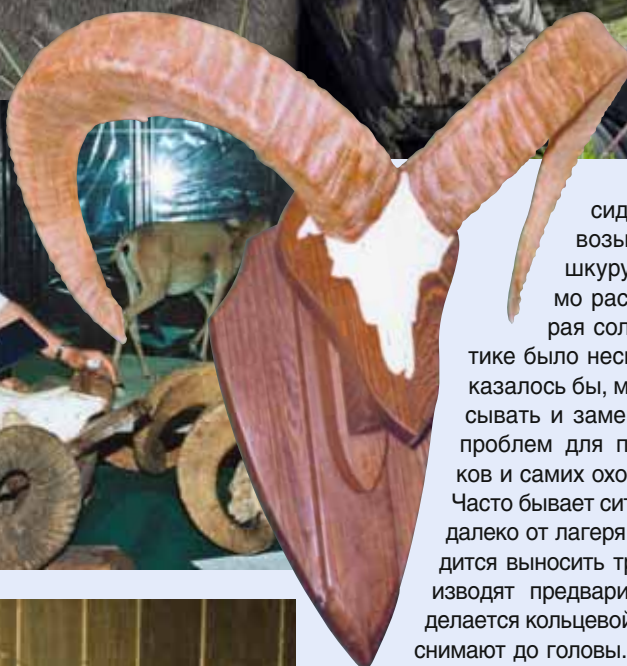 сид
возы
шкуру
мо рас
рая сол
тике было неск
казалось бы, м
сывать и заме
проблем для п
ков и самих охо
Часто бывает сит
далеко от лагеря
дится выносить тр
изводят предвари
делается кольцевой
снимают до головы.